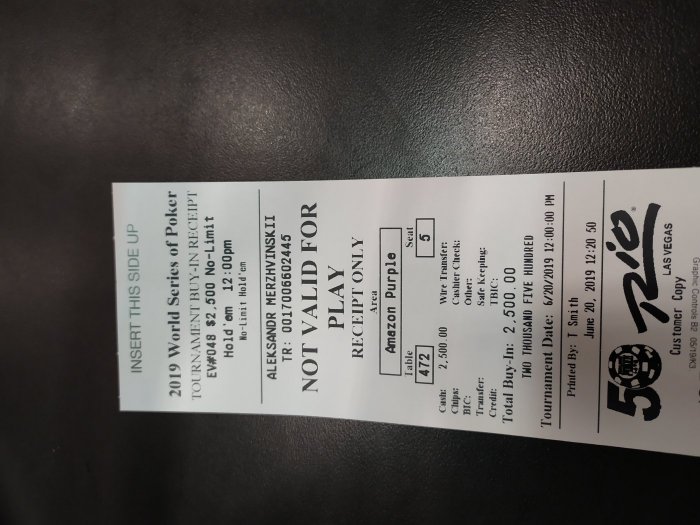 INSERT THIS SIDE UP
2019 World Series of Poker
TOURNAMENT BUY-IN RECEIPT
EV#048 $2,500 No-Limit
Hold'em 12:00pm
No-Limit Hold'em
ALEKSANDR MERZHVINSKII
TR: 0017006602445
NOT VALID FOR
PLAY
RECEIPT ONLY
Area
Amazon Purple
Table Seat
472 5
Cash: 2,500.00 Wire Transfer:
Chips: Cashier Check:
BIC: Other:
Transfer: Safe Keeping:
Credit: TBIC:
Total Buy-In: 2,500.00
TWO THOUSAND FIVE HUNDRED
Tournament Date: 6/20/2019 12:00:00 PM
Printed By: T Smith
June 20, 2019 12:20 50
50 Rio®
LAS VEGAS
Customer Copy